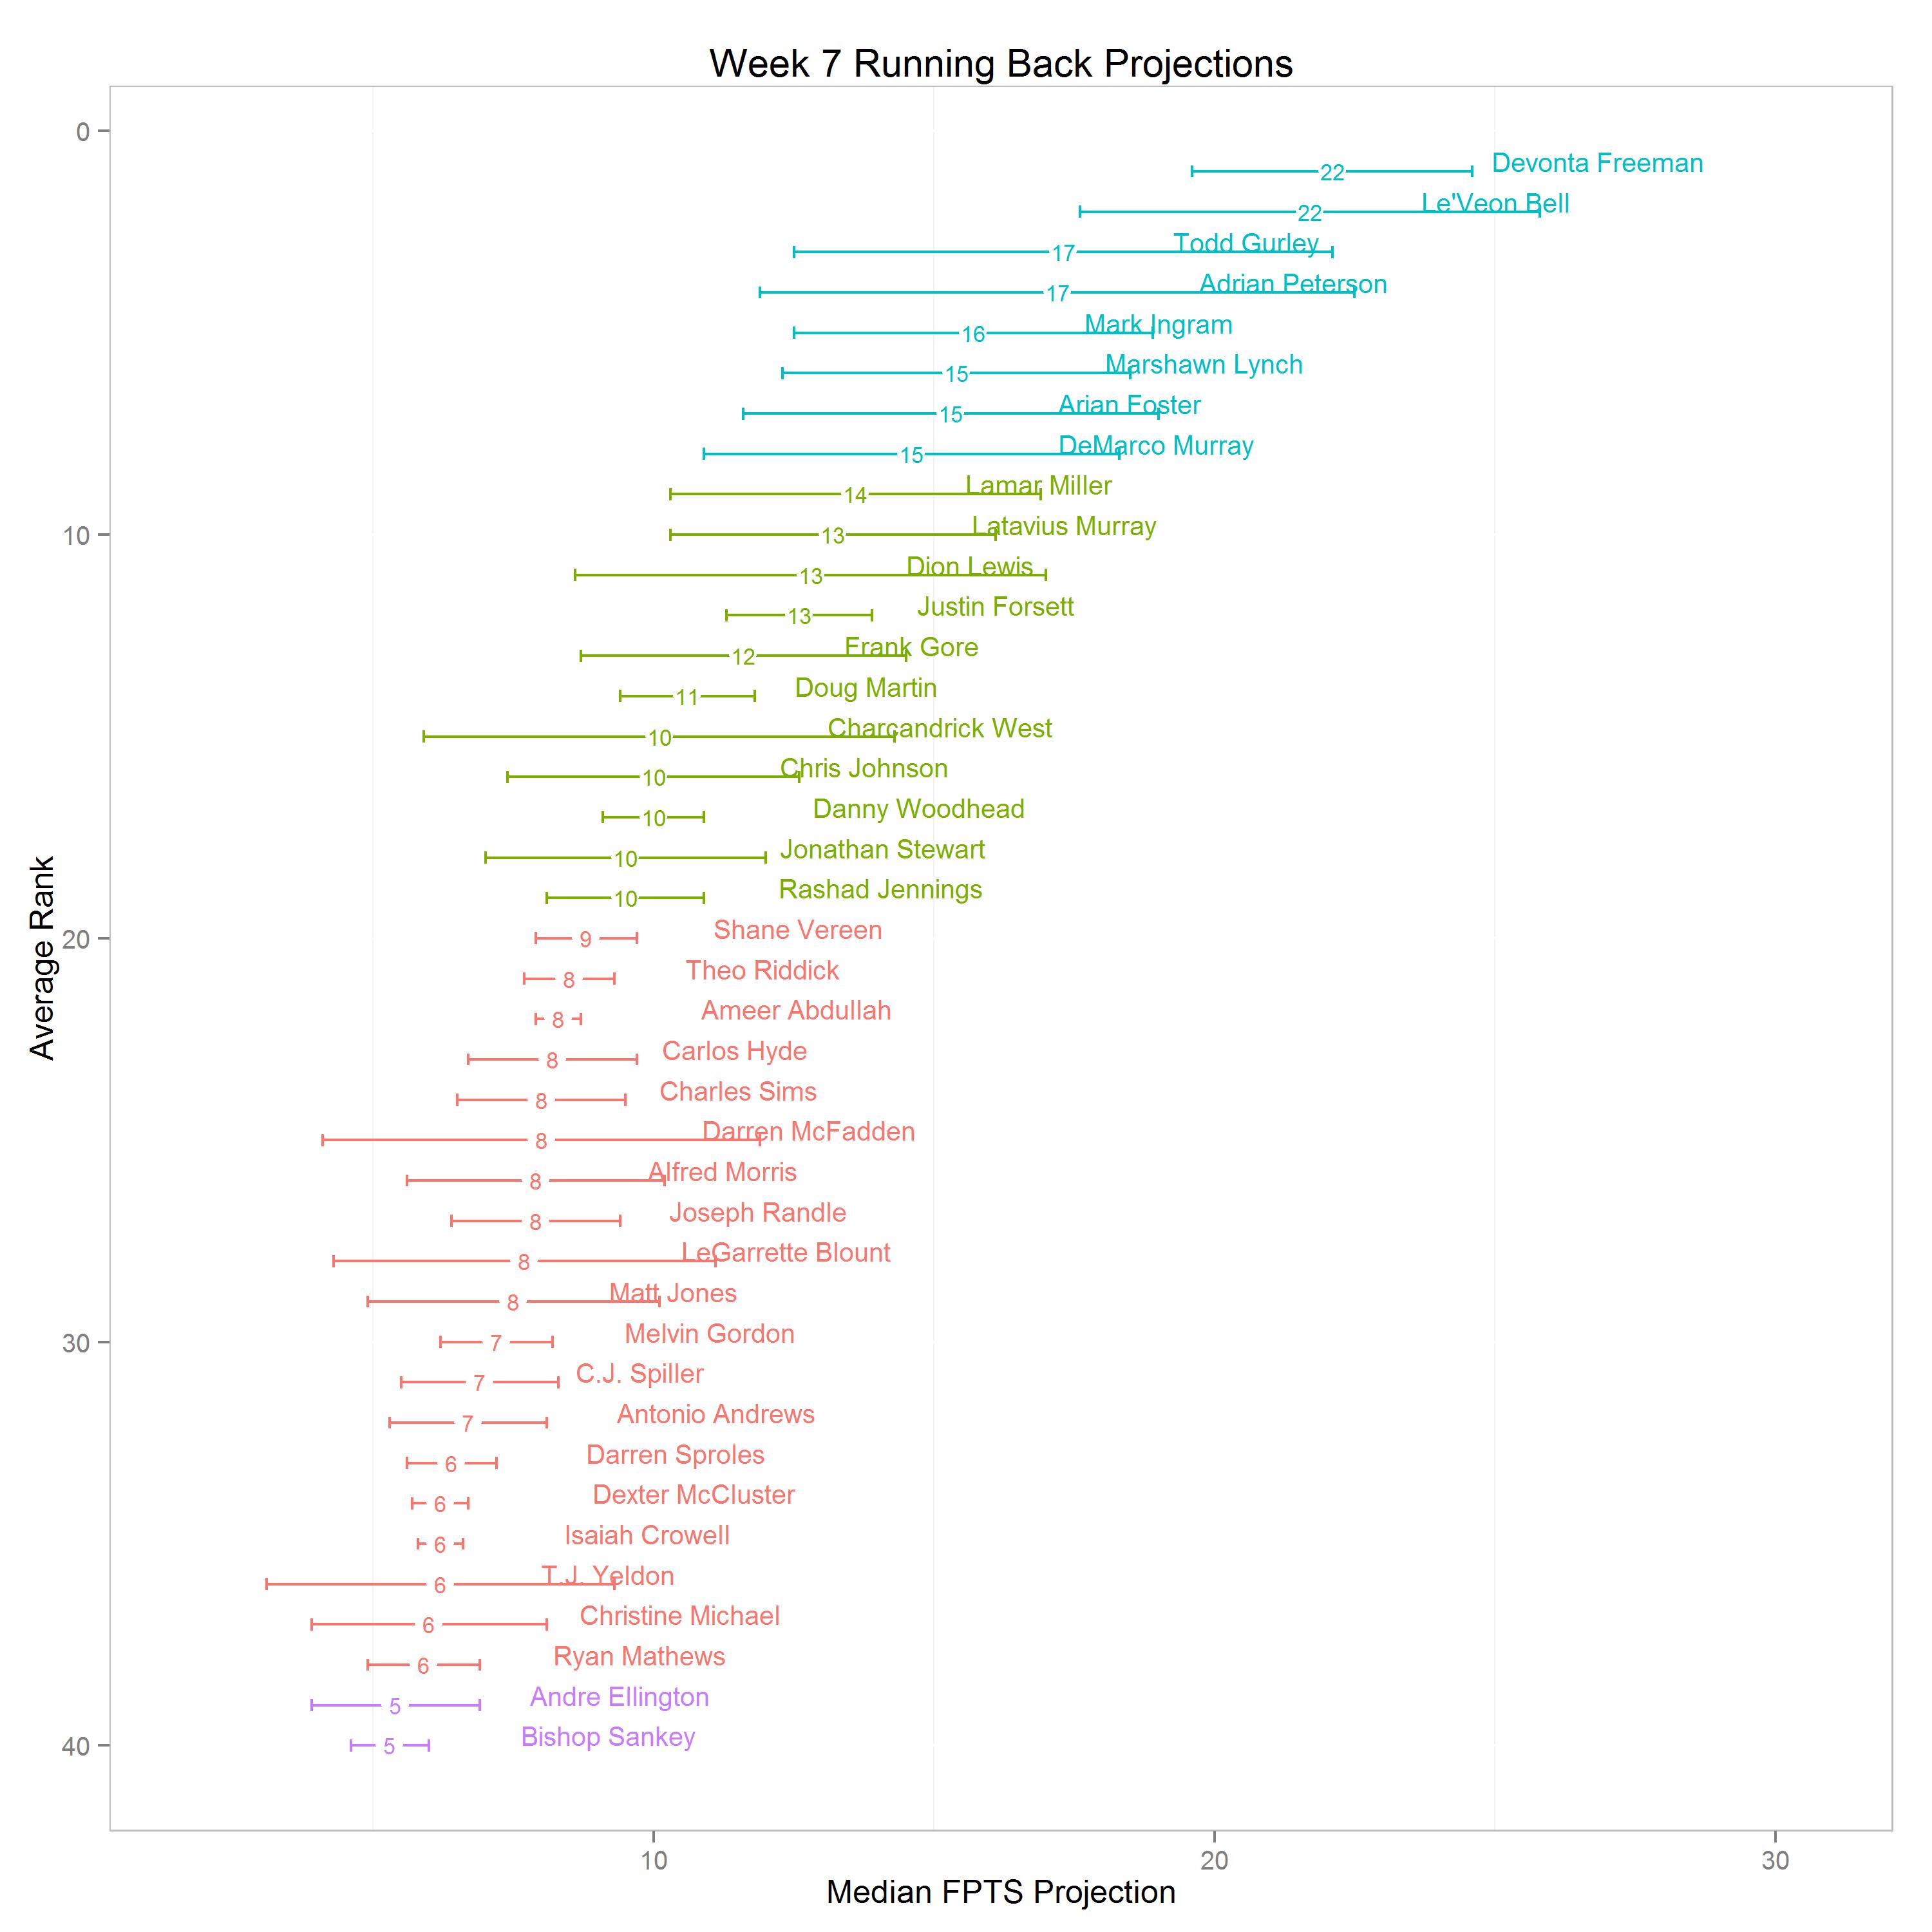 Week 7 Running Back Projections
0
22 Devonta Freeman
22 Le'Veon Bell
17 Todd Gurley
17 Adrian Peterson
16 Mark Ingram
15 Marshawn Lynch
15 Arian Foster
15 DeMarco Murray
14 Lamar Miller
10 13 Latavius Murray
13 Dion Lewis
13 Justin Forsett
12 Frank Gore
11 Doug Martin
10 Charcandrick West
10 Chris Johnson
10 Danny Woodhead
10 Jonathan Stewart
10 Rashad Jennings
20 9 Shane Vereen
8 Theo Riddick
8 Ameer Abdullah
8 Carlos Hyde
8 Charles Sims
8 Darren McFadden
8 Alfred Morris
8 Joseph Randle
8 LeGarrette Blount
8 Matt Jones
30 7 Melvin Gordon
7 C.J. Spiller
7 Antonio Andrews
6 Darren Sproles
6 Dexter McCluster
6 Isaiah Crowell
6 T.J. Yeldon
6 Christine Michael
6 Ryan Mathews
5 Andre Ellington
40 5 Bishop Sankey
Average Rank
10 20 30
Median FPTS Projection